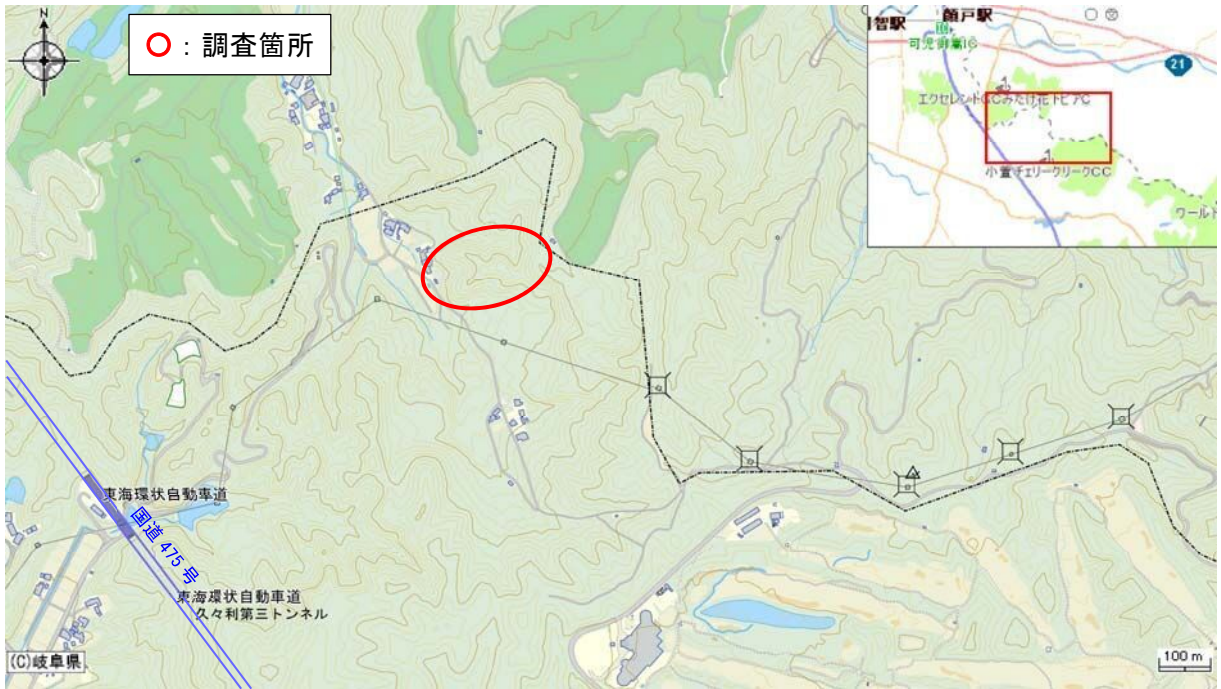 N
○：調査箇所
顔戸駅
可児御嵩IC
21
エクセレントGCみたけ花トピアC
小萱チェリークリークCC
ワールド
東海環状自動車道
国道475号
東海環状自動車道
久々利第三トンネル
(C)岐阜県
100 m